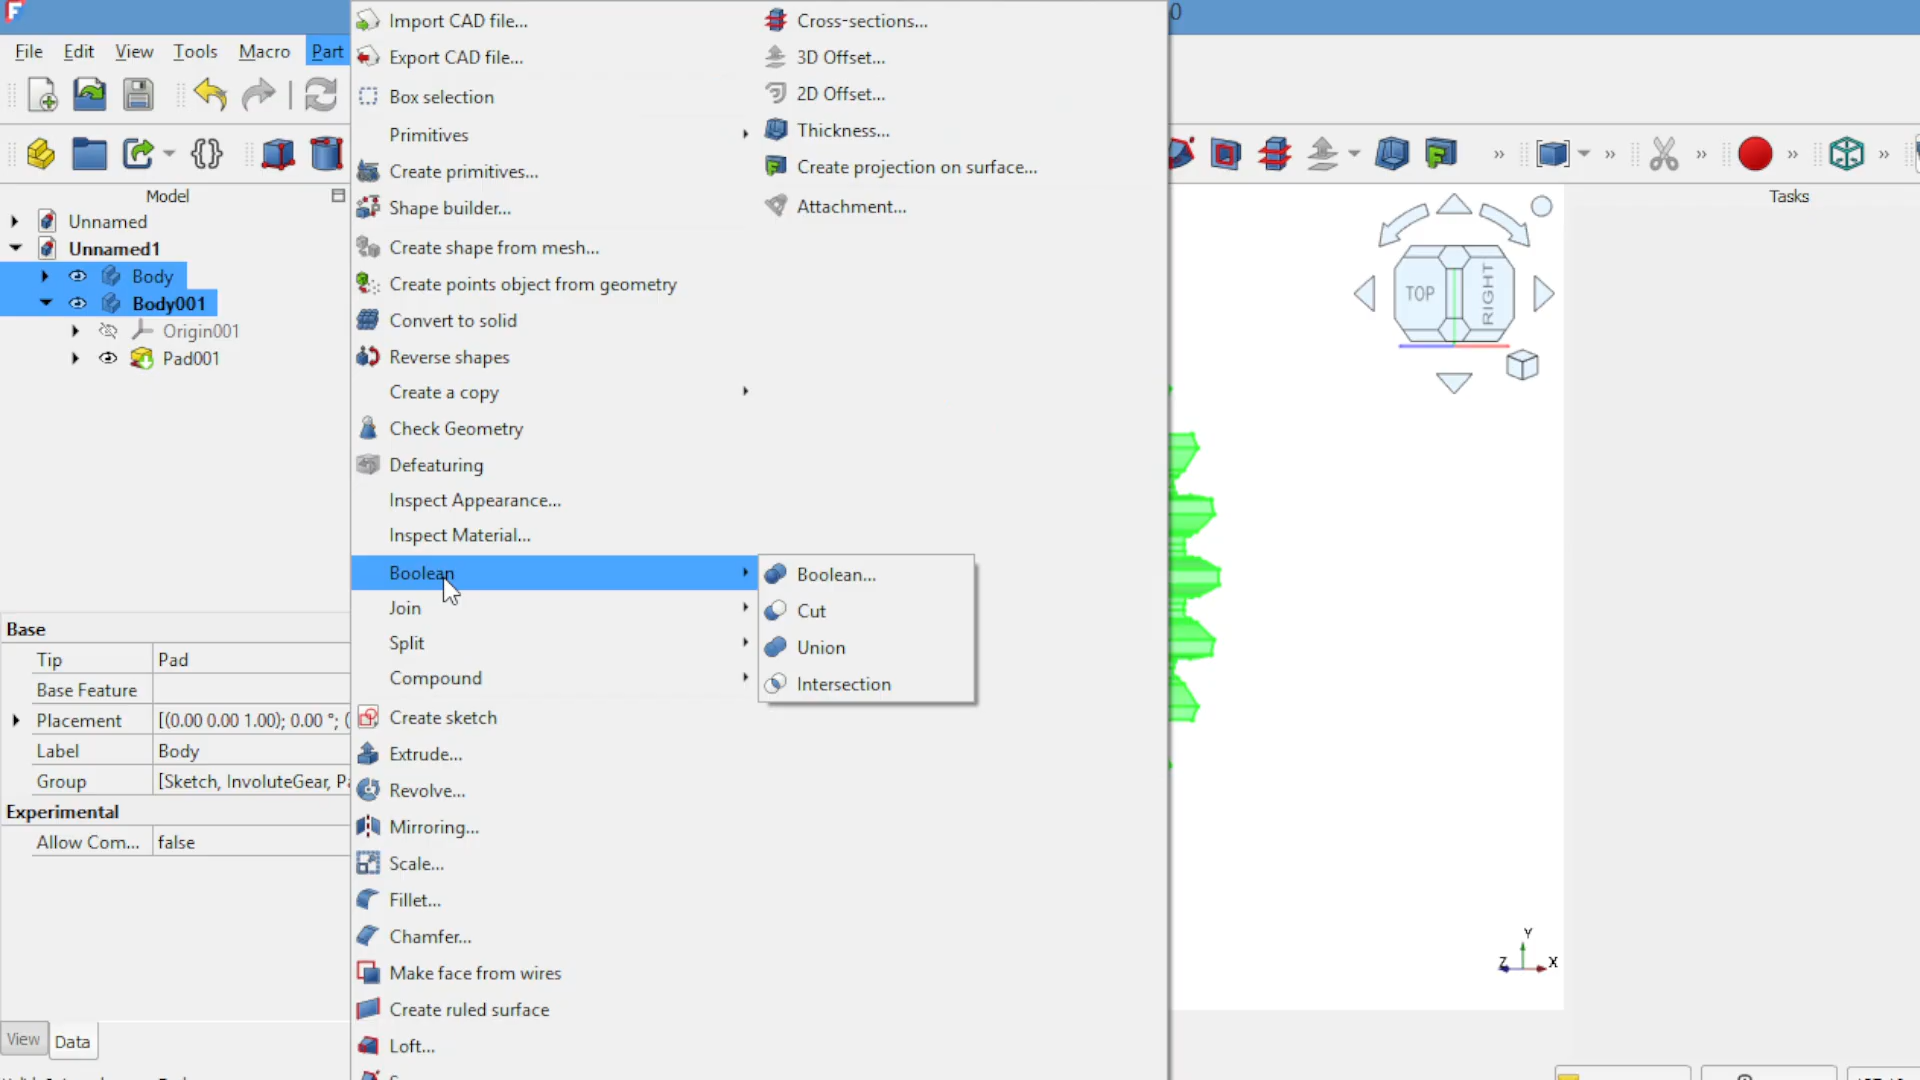 0
File Edit View Tools Macro Part
Model
Unnamed
Unnamed1
Body
Body001
Origin001
Pad001
Base
Tip Pad
Base Feature
Placement [(0.00 0.00 1.00); 0.00 °; (
Label Body
Group [Sketch, InvoluteGear, Pa
Experimental
Allow Com... false
View Data
Import CAD file...
Export CAD file...
Box selection
Primitives
Create primitives...
Shape builder...
Create shape from mesh...
Create points object from geometry
Convert to solid
Reverse shapes
Create a copy
Check Geometry
Defeaturing
Inspect Appearance...
Inspect Material...
Boolean
Join
Split
Compound
Create sketch
Extrude...
Revolve...
Mirroring...
Scale...
Fillet...
Chamfer...
Make face from wires
Create ruled surface
Loft...
Cross-sections...
3D Offset...
2D Offset...
Thickness...
Create projection on surface...
Attachment...
Boolean...
Cut
Union
Intersection
Tasks
TOP
RIGHT
Y
Z
X